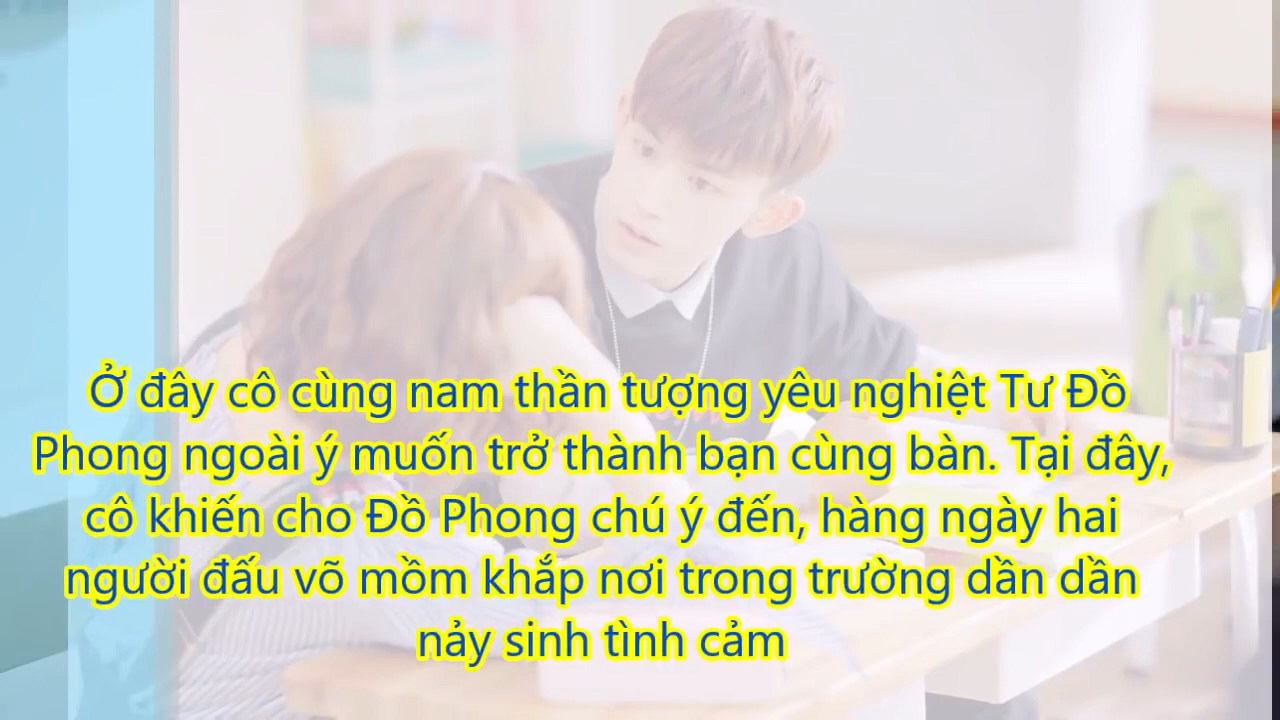 Ở đây cô cùng nam thần tượng yêu nghiệt Tư Đồ
Phong ngoài ý muốn trở thành bạn cùng bàn. Tại đây,
cô khiến cho Đồ Phong chú ý đến, hàng ngày hai
người đấu võ mồm khắp nơi trong trường dần dần
nảy sinh tình cảm